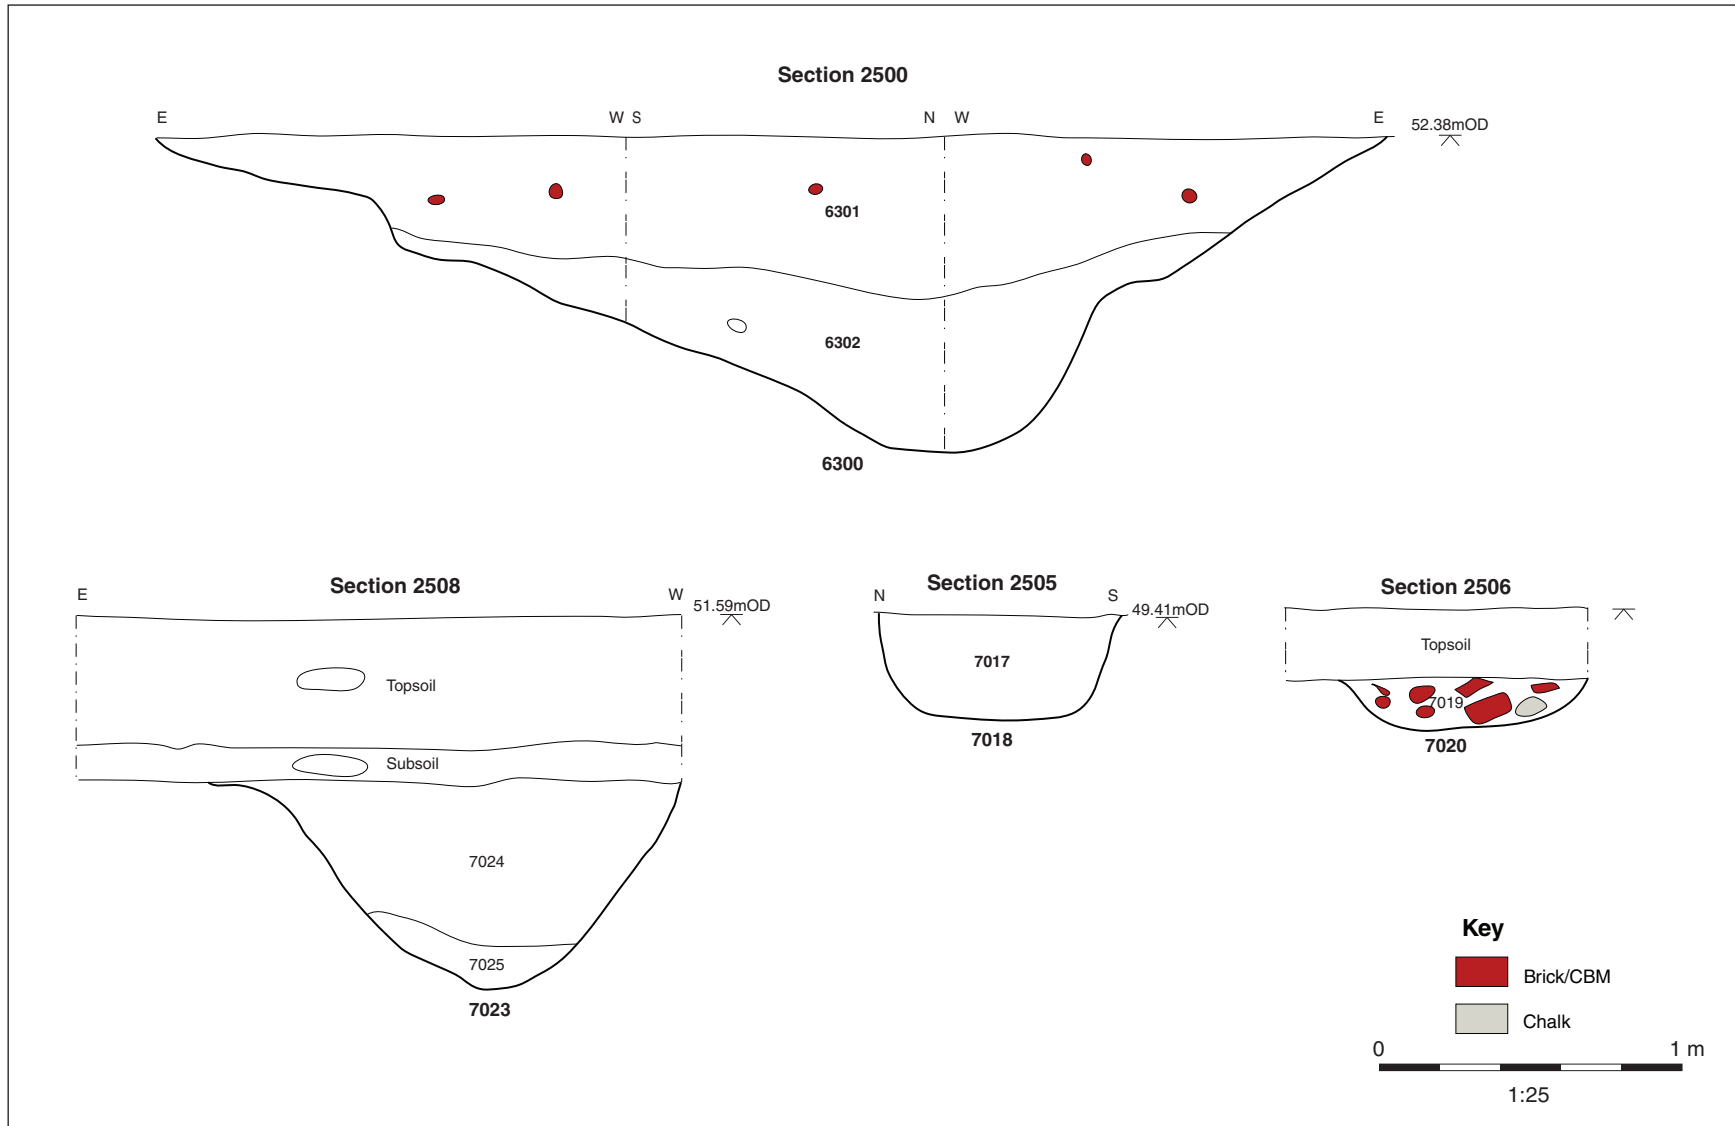 Section 2500
E W S N W E 52.38mOD
6301
6302
6300
Section 2508
E W 51.59mOD
Topsoil
Subsoil
7024
7025
7023
Section 2505
N S 49.41mOD
7017
7018
Section 2506
Topsoil
7019
7020
Key
Brick/CBM
Chalk
0 1 m
1:25